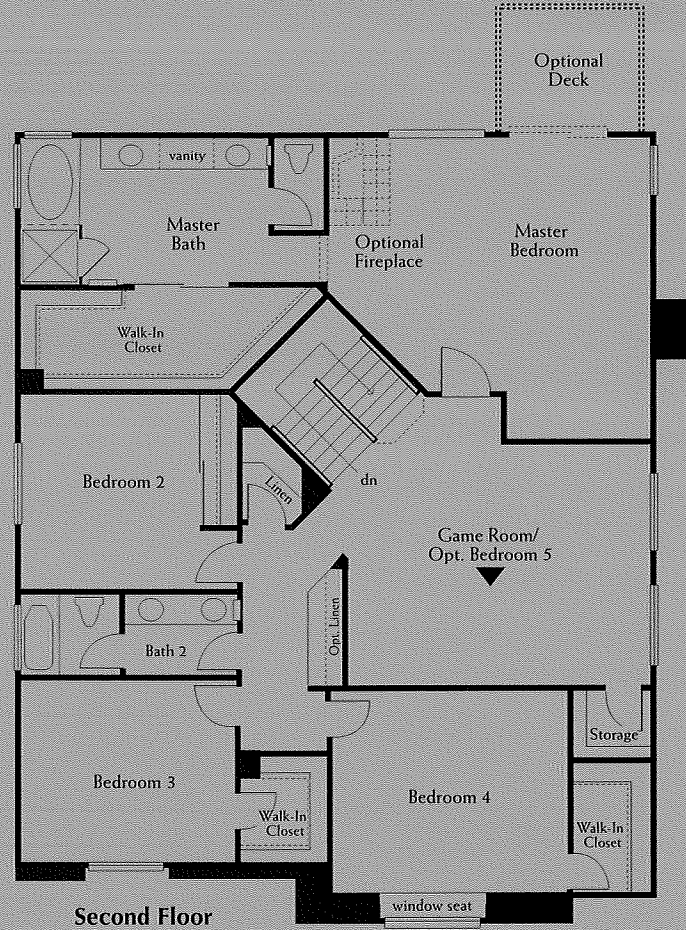 Optional
Deck
vanity
Master
Bath
Optional
Fireplace
Master
Bedroom
Walk-In
Closet
Bedroom 2
Linen
dn
Game Room/
Opt. Bedroom 5
Opt. Linen
Bath 2
Storage
Bedroom 3
Bedroom 4
Walk-In
Closet
Walk-In
Closet
window seat
Second Floor